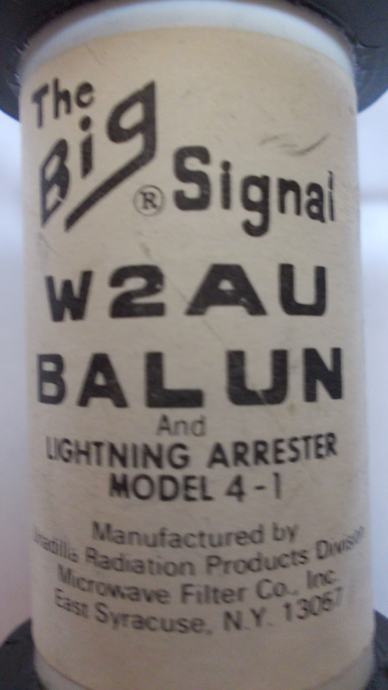 The
Big
® Signal
W2AU
BALUN
And
LIGHTNING ARRESTER
MODEL 4-1
Manufactured by
Radiation Products
Microwave Filter Co., Inc.
East Syracuse, N.Y. 13057